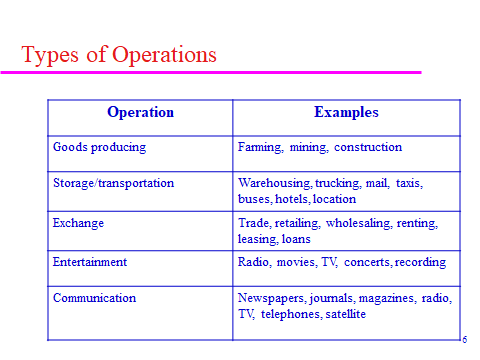 Types of Operations
Operation Examples
Goods producing Farming, mining, construction
Storage/transportation Warehousing, trucking, mail, taxis,
buses, hotels, location
Exchange Trade, retailing, wholesaling, renting,
leasing, loans
Entertainment Radio, movies, TV, concerts, recording
Communication Newspapers, journals, magazines, radio,
TV, telephones, satellite
6